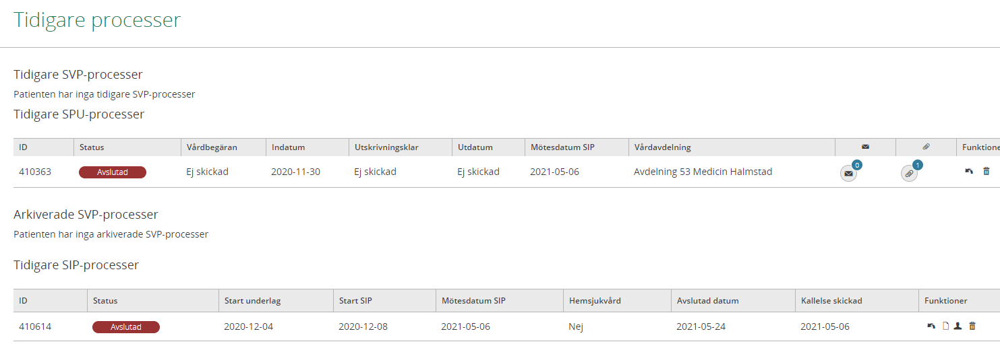 Tidigare processer
Tidigare SVP-processer
Patienten har inga tidigare SVP-processer
Tidigare SPU-processer
ID Status Vårdbegäran Indatum Utskrivningsklar Utdatum Mötesdatum SIP Vårdavdelning Funktione
410363 Avslutad Ej skickad 2020-11-30 Ej skickad Ej skickad 2021-05-06 Avdelning 53 Medicin Halmstad 0 1
Arkiverade SVP-processer
Patienten har inga arkiverade SVP-processer
Tidigare SIP-processer
ID Status Start underlag Start SIP Mötesdatum SIP Hemsjukvård Avslutad datum Kallelse skickad Funktioner
410614 Avslutad 2020-12-04 2020-12-08 2021-05-06 Nej 2021-05-24 2021-05-06